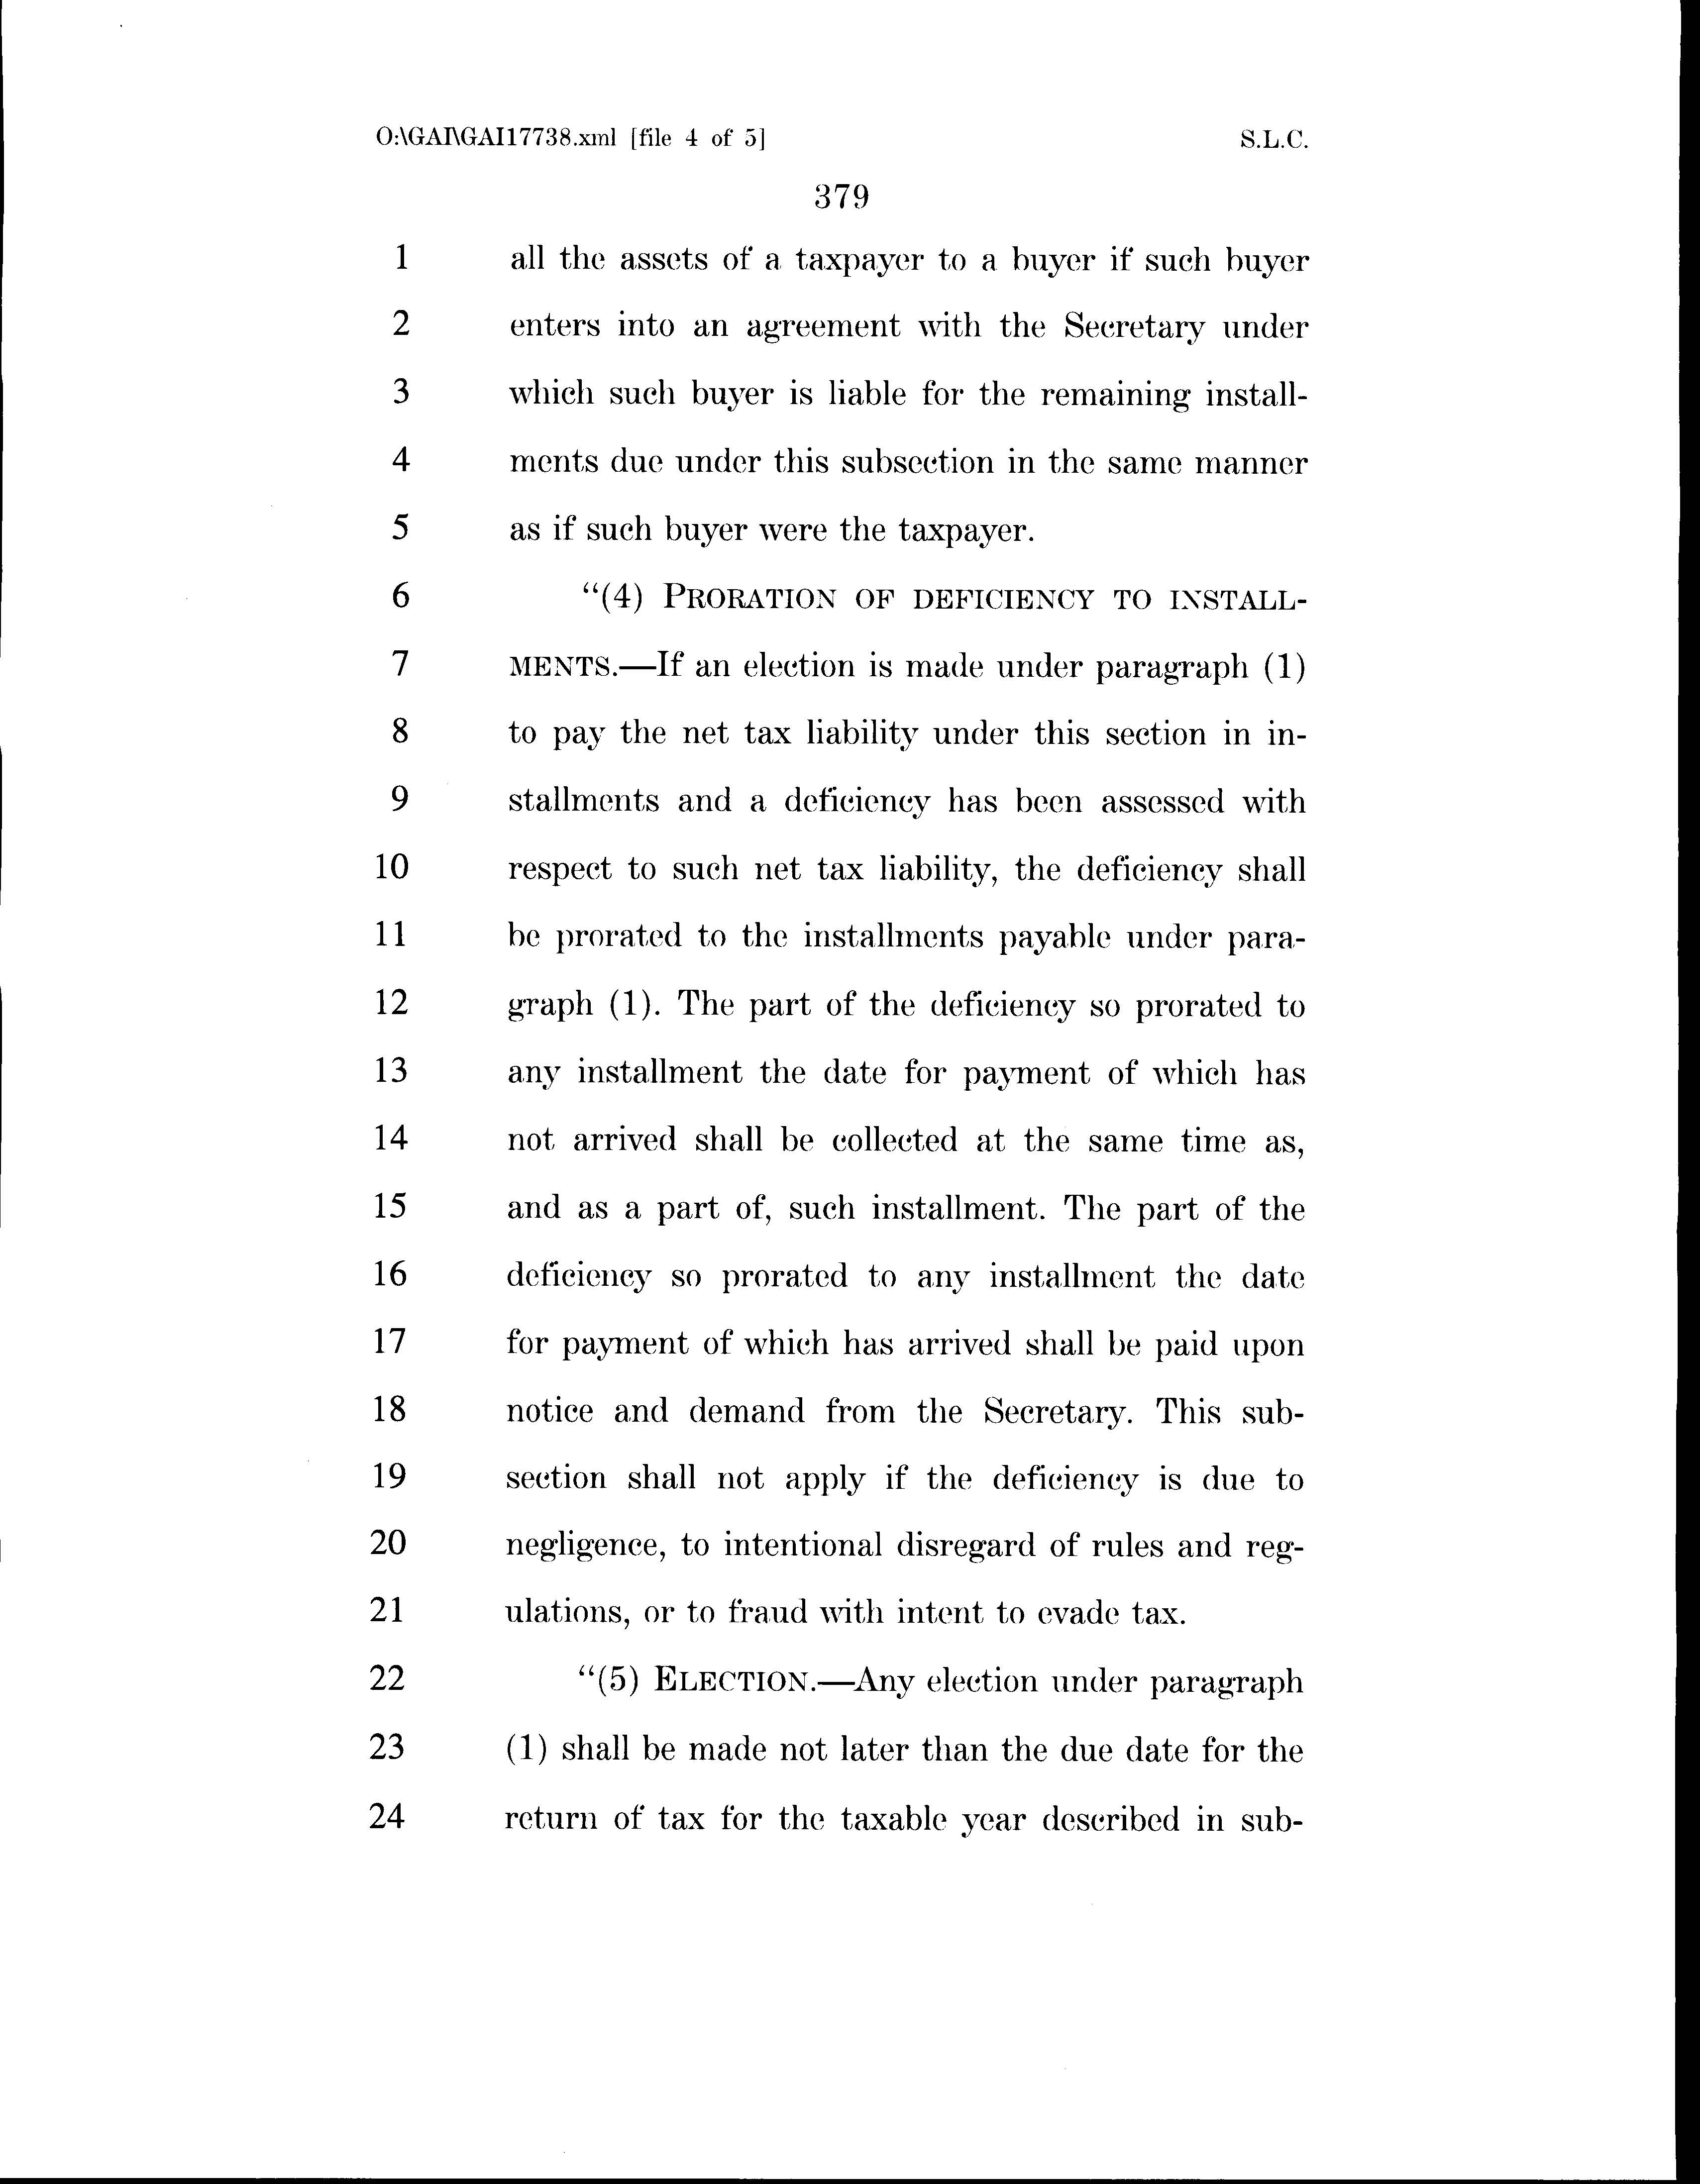 O:\GAI\GAI17738.xml [file 4 of 5] S.L.C.
379
1 all the assets of a taxpayer to a buyer if such buyer
2 enters into an agreement with the Secretary under
3 which such buyer is liable for the remaining install-
4 ments due under this subsection in the same manner
5 as if such buyer were the taxpayer.
6 “(4) PRORATION OF DEFICIENCY TO INSTALL-
7 MENTS.—If an election is made under paragraph (1)
8 to pay the net tax liability under this section in in-
9 stallments and a deficiency has been assessed with
10 respect to such net tax liability, the deficiency shall
11 be prorated to the installments payable under para-
12 graph (1). The part of the deficiency so prorated to
13 any installment the date for payment of which has
14 not arrived shall be collected at the same time as,
15 and as a part of, such installment. The part of the
16 deficiency so prorated to any installment the date
17 for payment of which has arrived shall be paid upon
18 notice and demand from the Secretary. This sub-
19 section shall not apply if the deficiency is due to
20 negligence, to intentional disregard of rules and reg-
21 ulations, or to fraud with intent to evade tax.
22 “(5) ELECTION.—Any election under paragraph
23 (1) shall be made not later than the due date for the
24 return of tax for the taxable year described in sub-